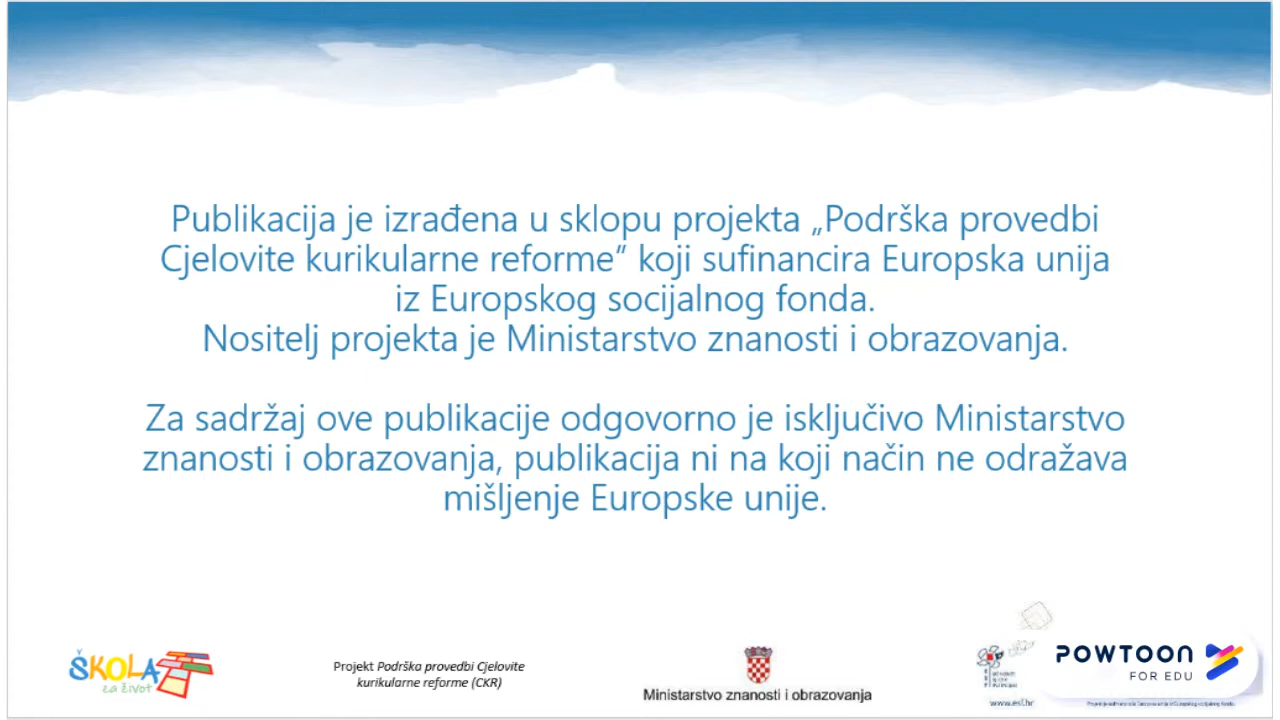 Publikacija je izrađena u sklopu projekta „Podrška provedbi
Cjelovite kurikularne reforme” koji sufinancira Europska unija
iz Europskog socijalnog fonda.
Nositelj projekta je Ministarstvo znanosti i obrazovanja.
Za sadržaj ove publikacije odgovorno je isključivo Ministarstvo
znanosti i obrazovanja, publikacija ni na koji način ne odražava
mišljenje Europske unije.
ŠKOLA
za život
Projekt Podrška provedbi Cjelovite
kurikularne reforme (CKR)
Ministarstvo znanosti i obrazovanja
www.esf.hr
POWTOON
FOR EDU